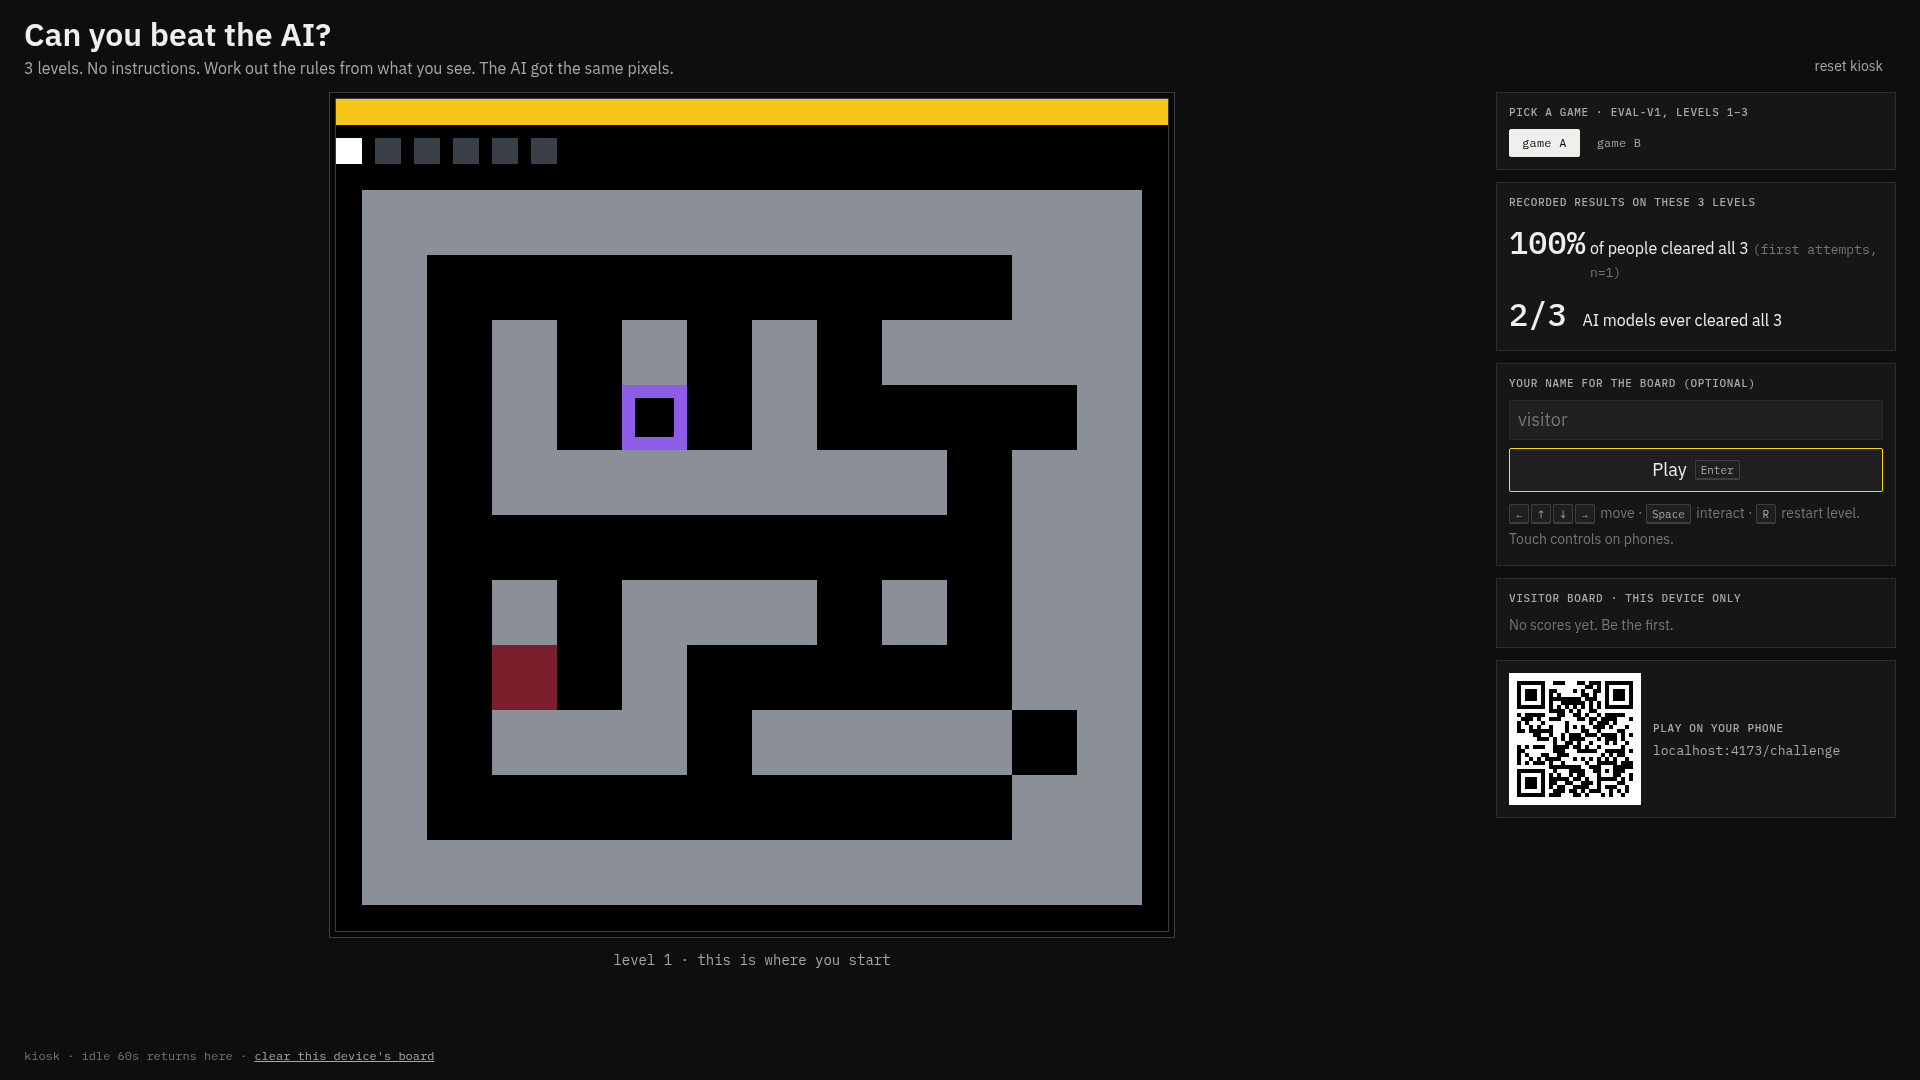 Can you beat the AI?
3 levels. No instructions. Work out the rules from what you see. The AI got the same pixels.
reset kiosk
PICK A GAME · EVAL-V1, LEVELS 1–3
game A
game B
RECORDED RESULTS ON THESE 3 LEVELS
100% of people cleared all 3 (first attempts,
n=1)
2/3 AI models ever cleared all 3
YOUR NAME FOR THE BOARD (OPTIONAL)
visitor
Play Enter
← ↑ ↓ → move · Space interact · R restart level.
Touch controls on phones.
VISITOR BOARD · THIS DEVICE ONLY
No scores yet. Be the first.
PLAY ON YOUR PHONE
localhost:4173/challenge
level 1 · this is where you start
kiosk · idle 60s returns here · clear this device's board